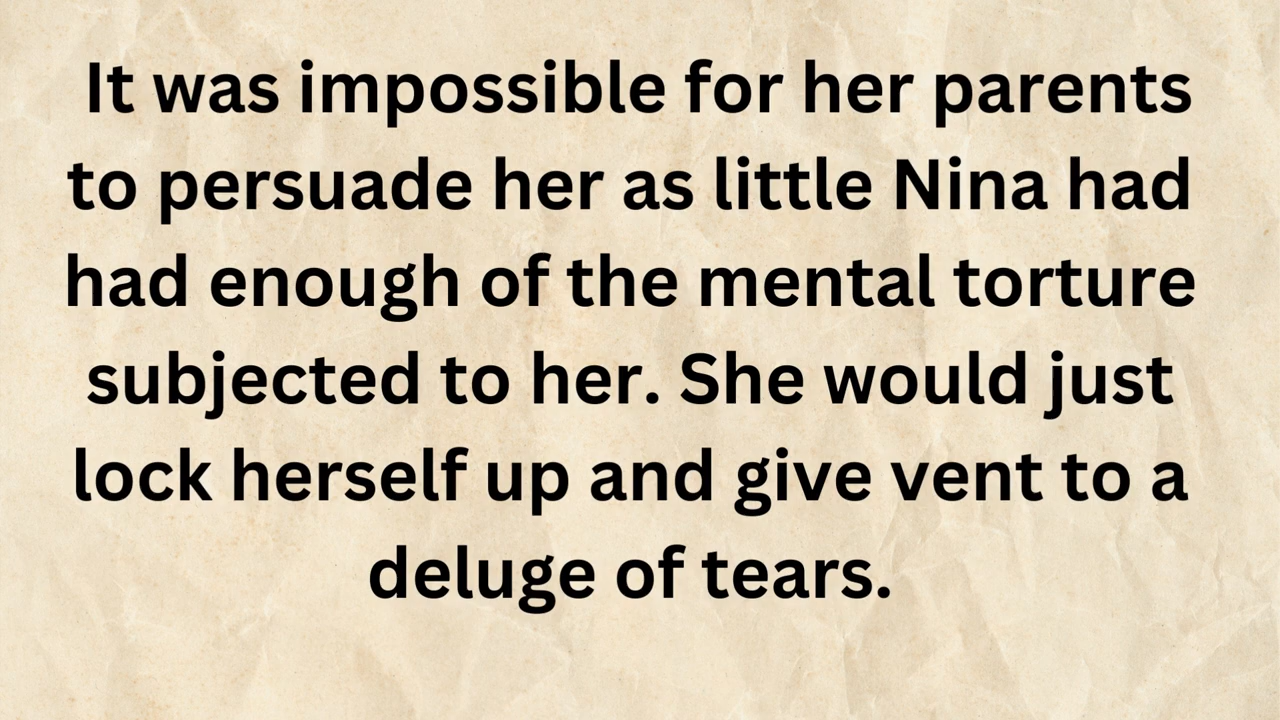 It was impossible for her parents
to persuade her as little Nina had
had enough of the mental torture
subjected to her. She would just
lock herself up and give vent to a
deluge of tears.